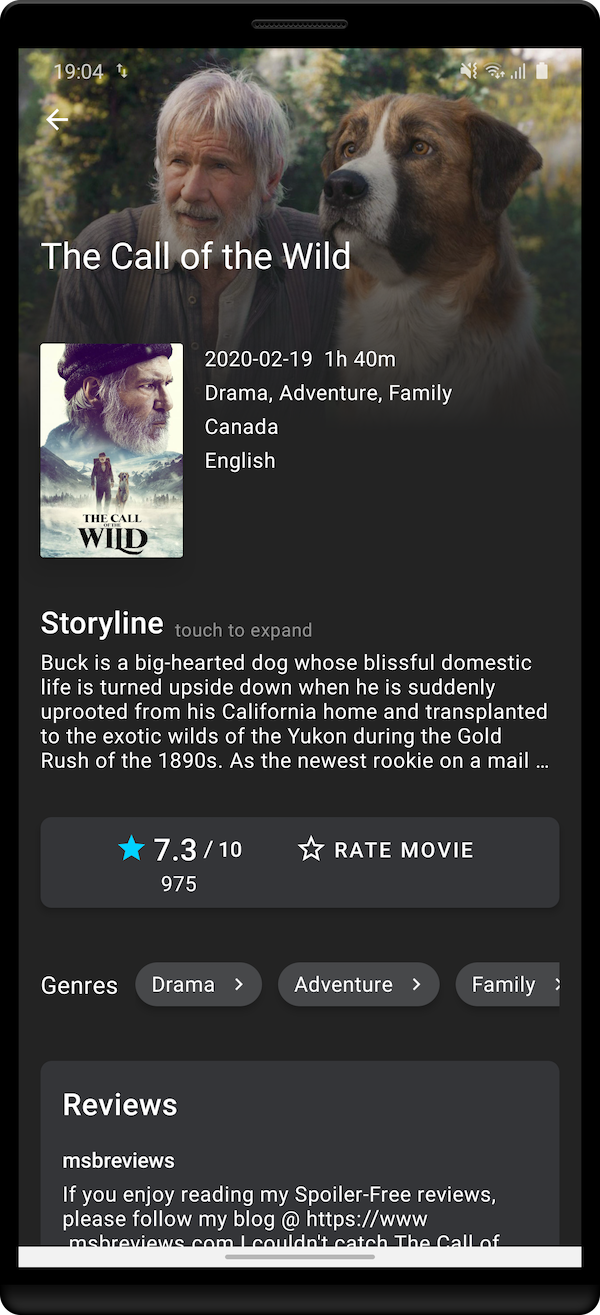 19:04
The Call of the Wild
2020-02-19 1h 40m
Drama, Adventure, Family
Canada
English
THE CALL
OF THE
WILD
Storyline touch to expand
Buck is a big-hearted dog whose blissful domestic
life is turned upside down when he is suddenly
uprooted from his California home and transplanted
to the exotic wilds of the Yukon during the Gold
Rush of the 1890s. As the newest rookie on a mail …
7.3 / 10
975
RATE MOVIE
Genres Drama Adventure Family
Reviews
msbreviews
If you enjoy reading my Spoiler-Free reviews,
please follow my blog @ https://www
.msbreviews.com I couldn't catch The Call of